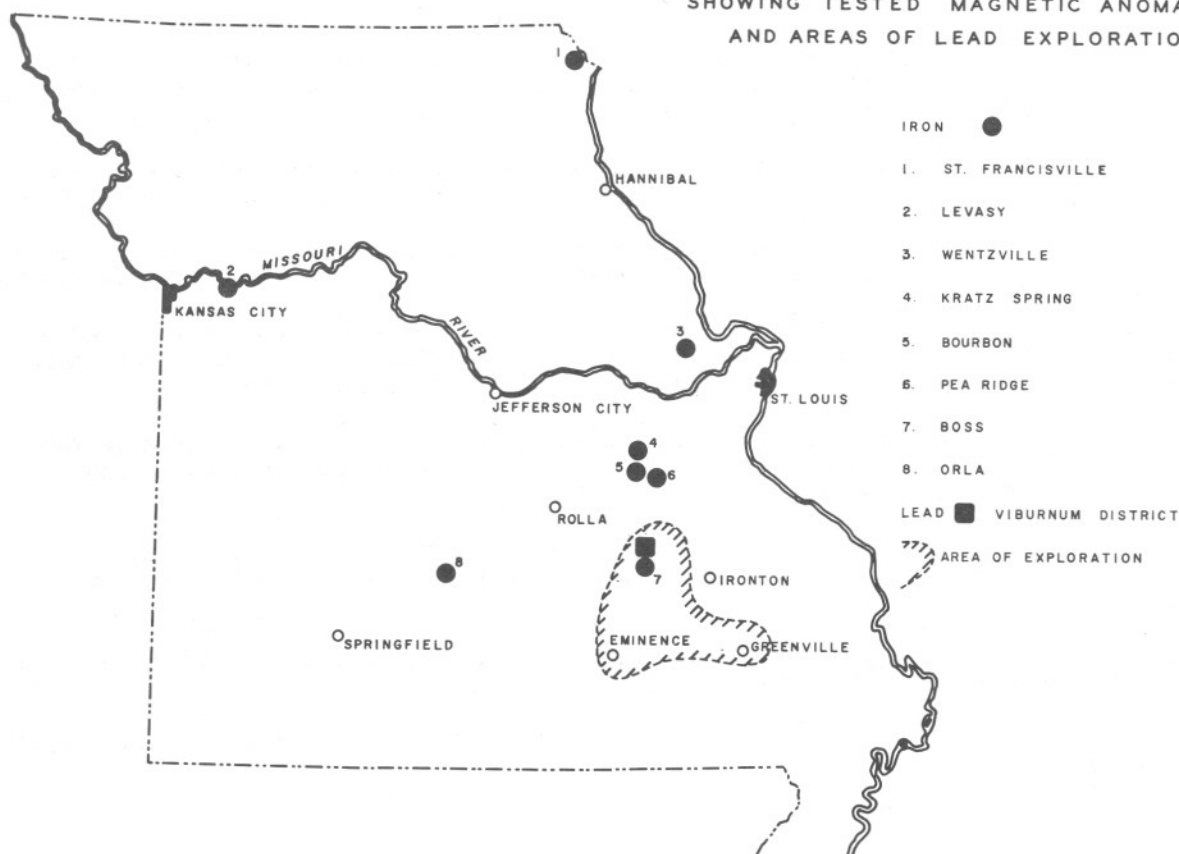 SHOWING TESTED MAGNETIC ANOMA
AND AREAS OF LEAD EXPLORATIO
1
HANNIBAL
2
MISSOURI
KANSAS CITY
RIVER
3
JEFFERSON CITY
ST. LOUIS
4
5
6
ROLLA
8
7
IRONTON
SPRINGFIELD
EMINENCE
GREENVILLE
IRON
1. ST. FRANCISVILLE
2. LEVASY
3. WENTZVILLE
4. KRATZ SPRING
5. BOURBON
6. PEA RIDGE
7. BOSS
8. ORLA
LEAD VIBURNUM DISTRICT
AREA OF EXPLORATION